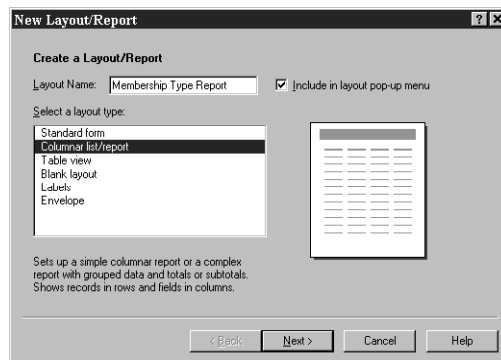 New Layout/Report
Create a Layout/Report
Layout Name: Membership Type Report
Include in layout pop-up menu
Select a layout type:
Standard form
Columnar list/report
Table view
Blank layout
Labels
Envelope
Sets up a simple columnar report or a complex
report with grouped data and totals or subtotals.
Shows records in rows and fields in columns.
< Back Next > Cancel Help